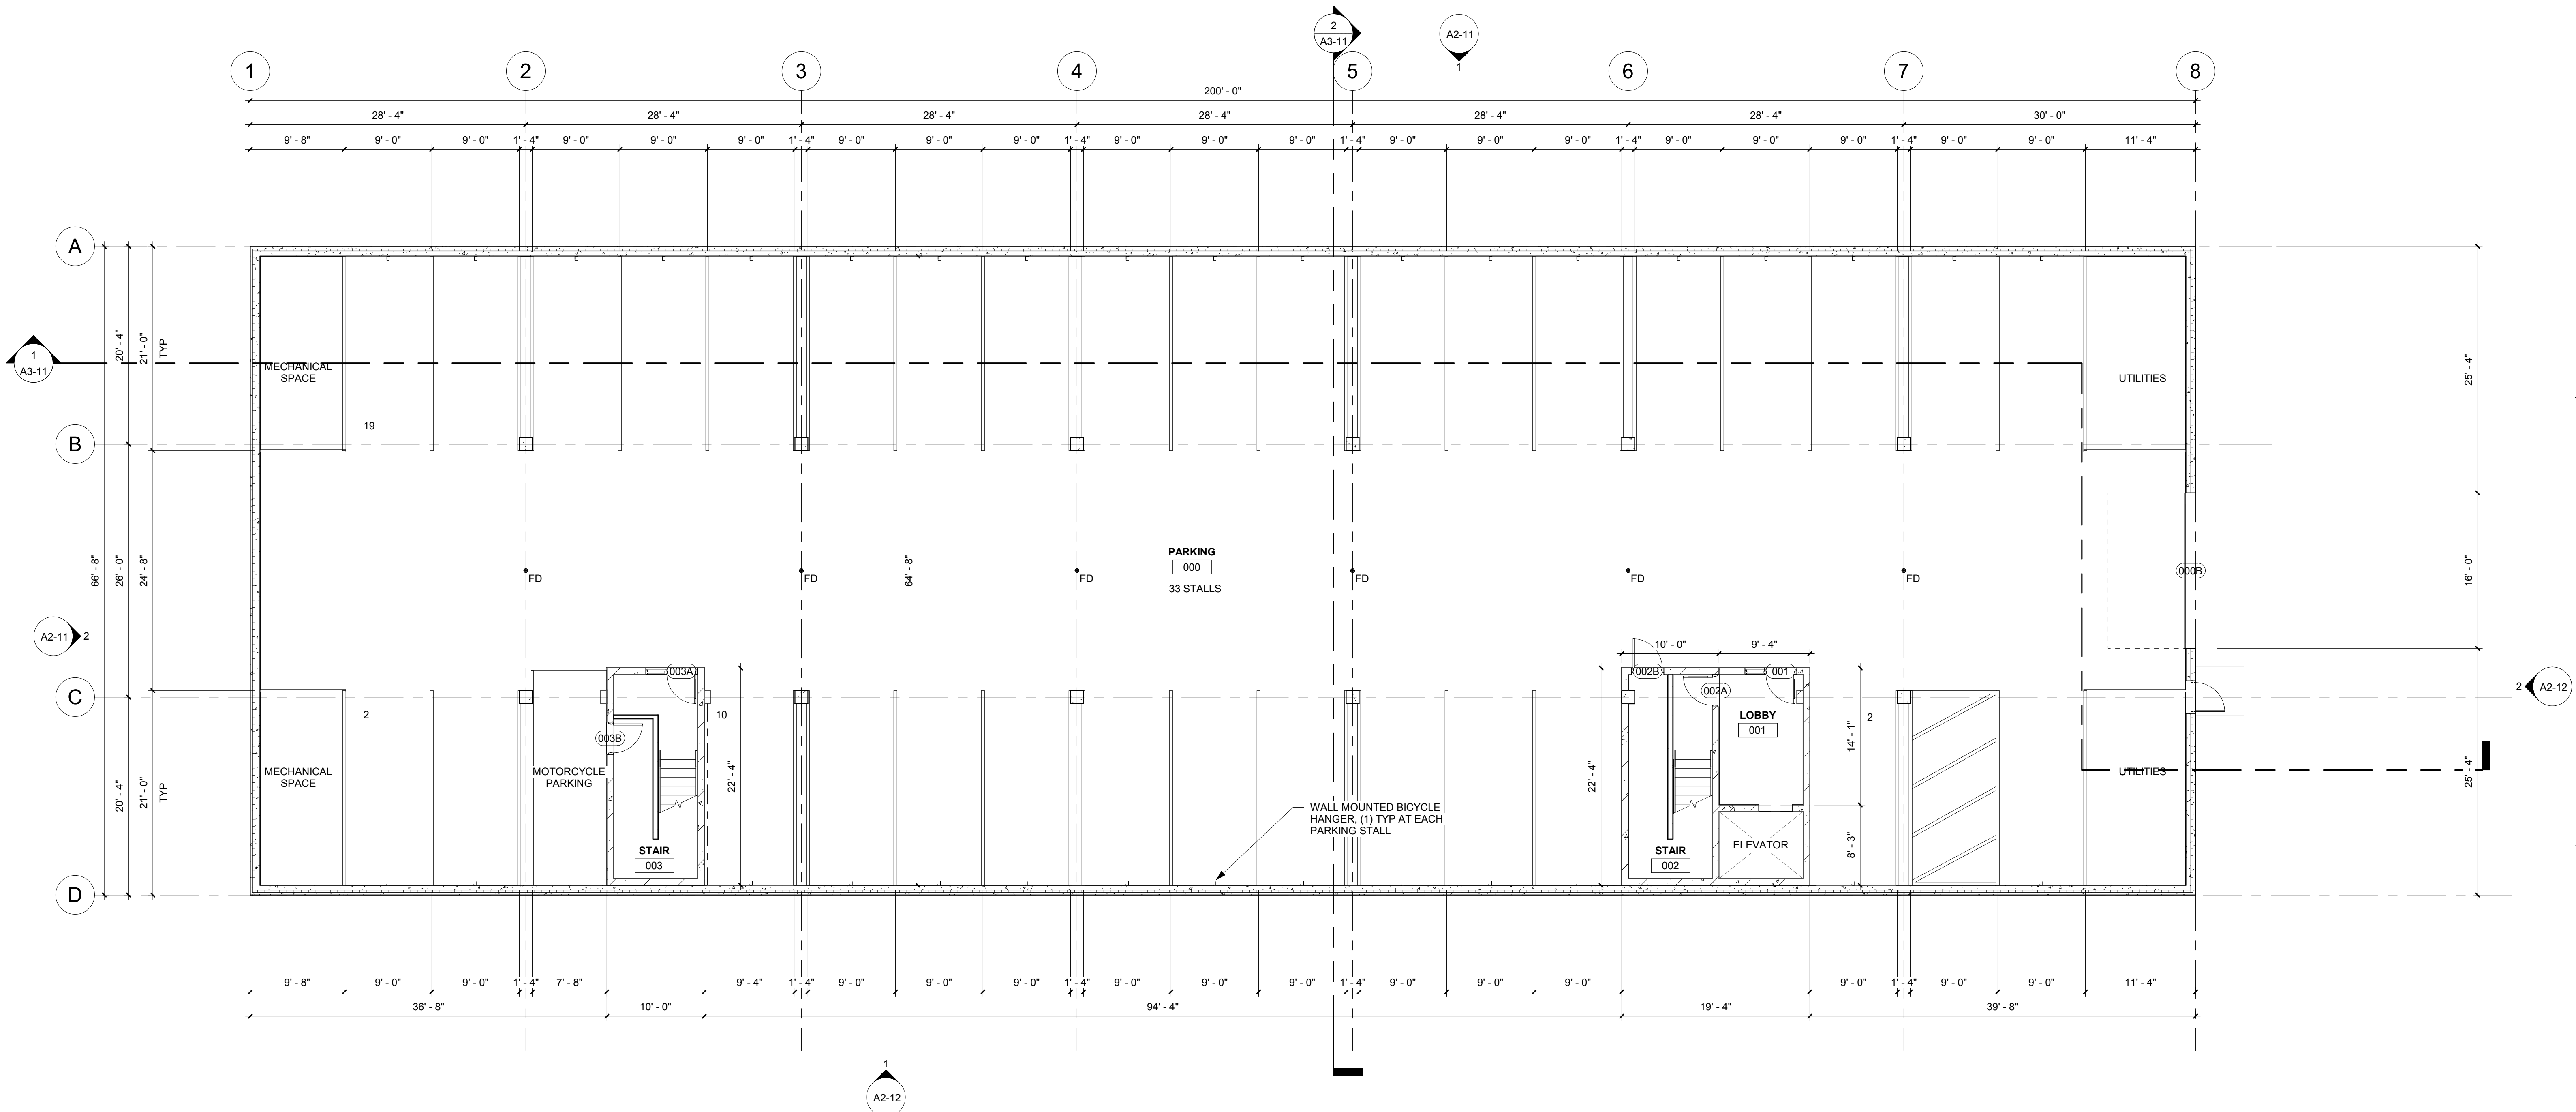 2
A3-11
A2-11
1
1
2
3
4
5
6
7
8
200' - 0"
28' - 4"
28' - 4"
28' - 4"
28' - 4"
28' - 4"
28' - 4"
30' - 0"
9' - 8"
9' - 0"
9' - 0"
1' - 4"
9' - 0"
9' - 0"
9' - 0"
1' - 4"
9' - 0"
9' - 0"
9' - 0"
1' - 4"
9' - 0"
9' - 0"
9' - 0"
1' - 4"
9' - 0"
9' - 0"
9' - 0"
1' - 4"
9' - 0"
9' - 0"
9' - 0"
1' - 4"
9' - 0"
9' - 0"
11' - 4"
A
B
C
D
1
A3-11
A2-11
2
66' - 8"
20' - 4"
26' - 0"
20' - 4"
21' - 0"
TYP
24' - 8"
21' - 0"
TYP
MECHANICAL
SPACE
19
64' - 8"
UTILITIES
25' - 4"
16' - 0"
25' - 4"
PARKING
000
33 STALLS
FD
FD
FD
FD
FD
FD
000B
2
A2-12
10' - 0"
9' - 4"
003A
002B
001
002A
2
10
003B
LOBBY
001
2
14' - 1"
MECHANICAL
SPACE
MOTORCYCLE
PARKING
22' - 4"
22' - 4"
UTILITIES
WALL MOUNTED BICYCLE
HANGER, (1) TYP AT EACH
PARKING STALL
STAIR
003
STAIR
002
ELEVATOR
8' - 3"
9' - 8"
9' - 0"
9' - 0"
1' - 4"
7' - 8"
9' - 4"
1' - 4"
9' - 0"
9' - 0"
9' - 0"
1' - 4"
9' - 0"
9' - 0"
9' - 0"
1' - 4"
9' - 0"
9' - 0"
9' - 0"
9' - 0"
1' - 4"
9' - 0"
9' - 0"
11' - 4"
36' - 8"
10' - 0"
94' - 4"
19' - 4"
39' - 8"
1
A2-12